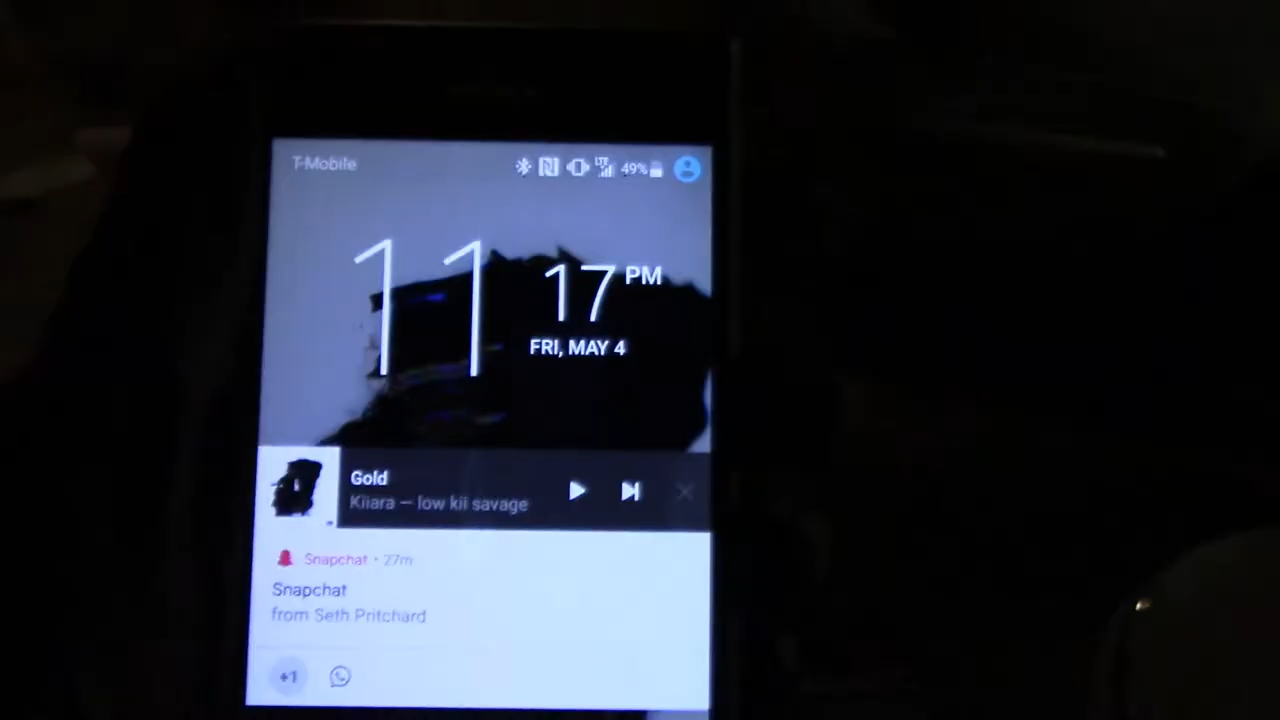 T-Mobile LTE 49%
11 17 PM
FRI, MAY 4
Gold
Kiiara – low kii savage
Snapchat • 27m
Snapchat
from Seth Pritchard
+1